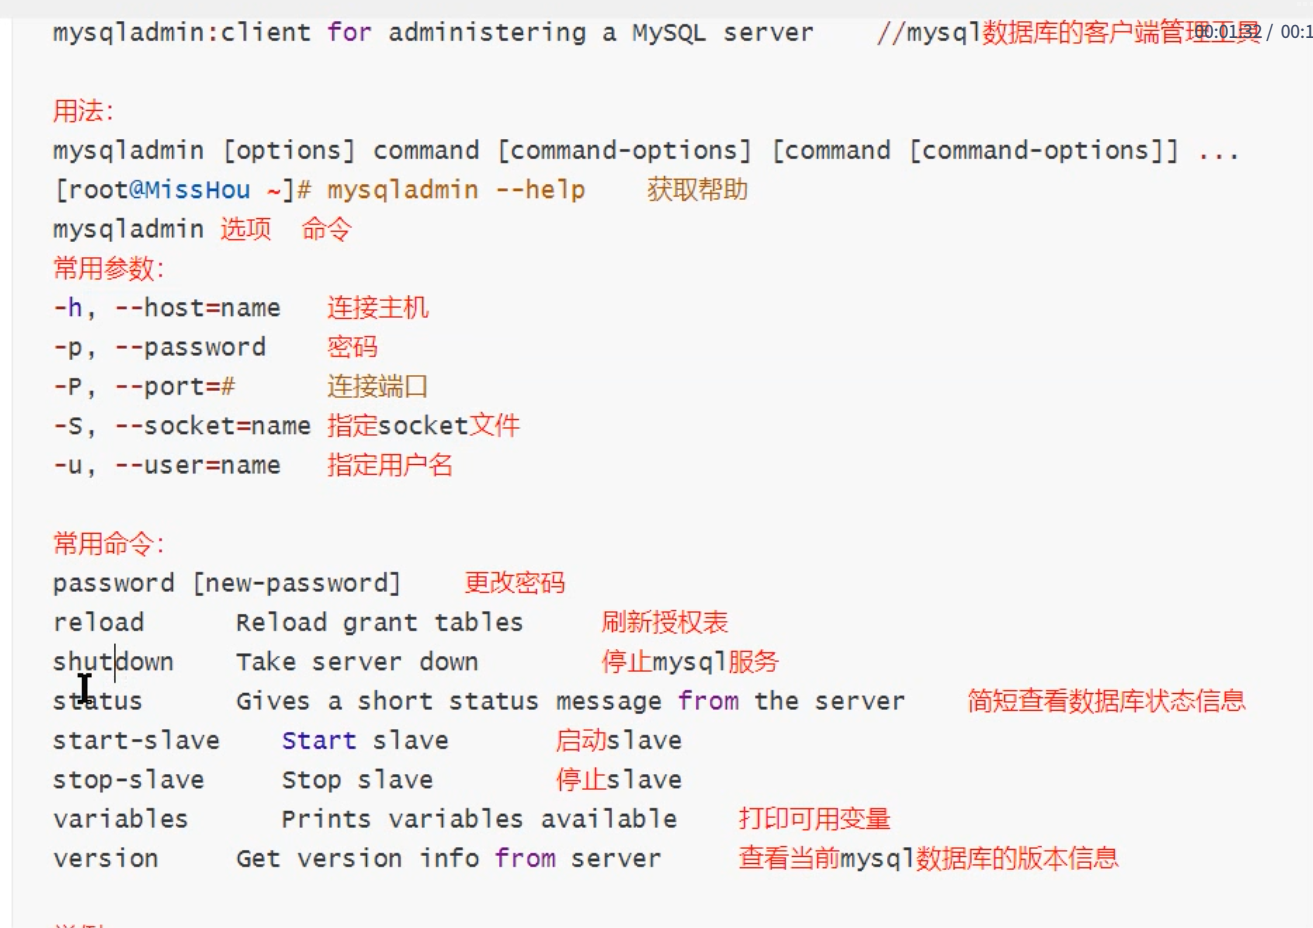 mysqladmin:client for administering a MySQL server //mysql数据库的客户端管理工具
00:01:32 / 00:1
用法:
mysqladmin [options] command [command-options] [command [command-options]] ...
[root@MissHou ~]# mysqladmin --help 获取帮助
mysqladmin 选项 命令
常用参数:
-h, --host=name 连接主机
-p, --password 密码
-P, --port=# 连接端口
-S, --socket=name 指定socket文件
-u, --user=name 指定用户名
常用命令:
password [new-password] 更改密码
reload Reload grant tables 刷新授权表
shutdown Take server down 停止mysql服务
status Gives a short status message from the server 简短查看数据库状态信息
start-slave Start slave 启动slave
stop-slave Stop slave 停止slave
variables Prints variables available 打印可用变量
version Get version info from server 查看当前mysql数据库的版本信息